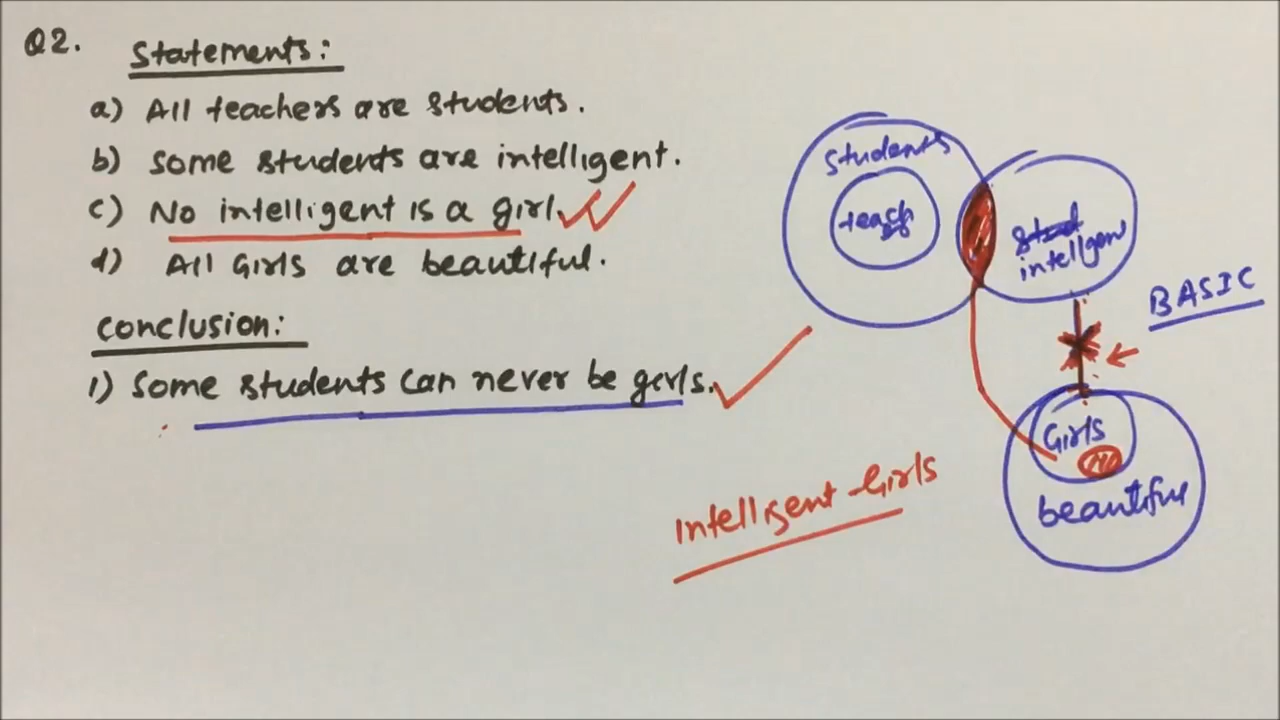 Q2. Statements:
a) All teachers are students.
b) some students are intelligent.
c) No intelligent is a girl.
d) All Girls are beautiful.
Conclusion:
1) Some students can never be girls.
Students
teach
intelligen
BASIC
Girls
beautiful
Intelligent Girls